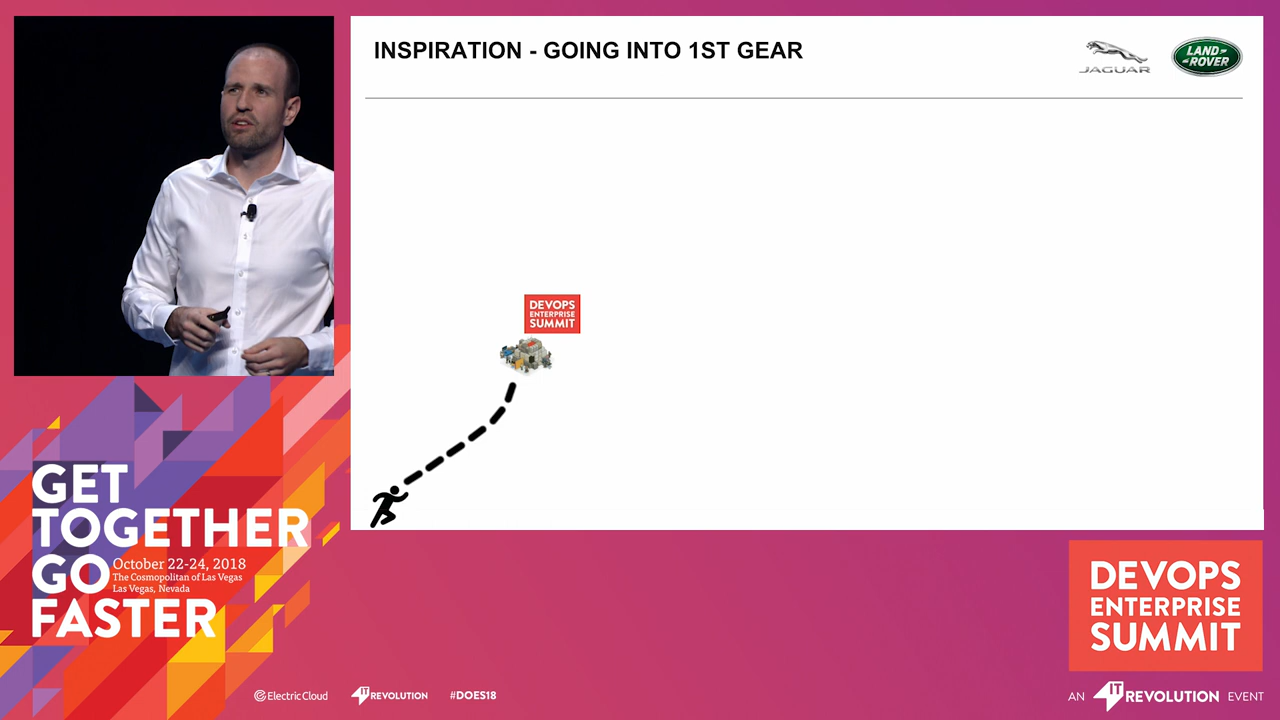 INSPIRATION - GOING INTO 1ST GEAR
JAGUAR
LAND
ROVER
DEVOPS
ENTERPRISE
SUMMIT
GET
TOGETHER
GO
FASTER
October 22-24, 2018
The Cosmopolitan of Las Vegas
Las Vegas, Nevada
ElectricCloud
IT REVOLUTION
#DOES18
DEVOPS
ENTERPRISE
SUMMIT
AN IT REVOLUTION EVENT